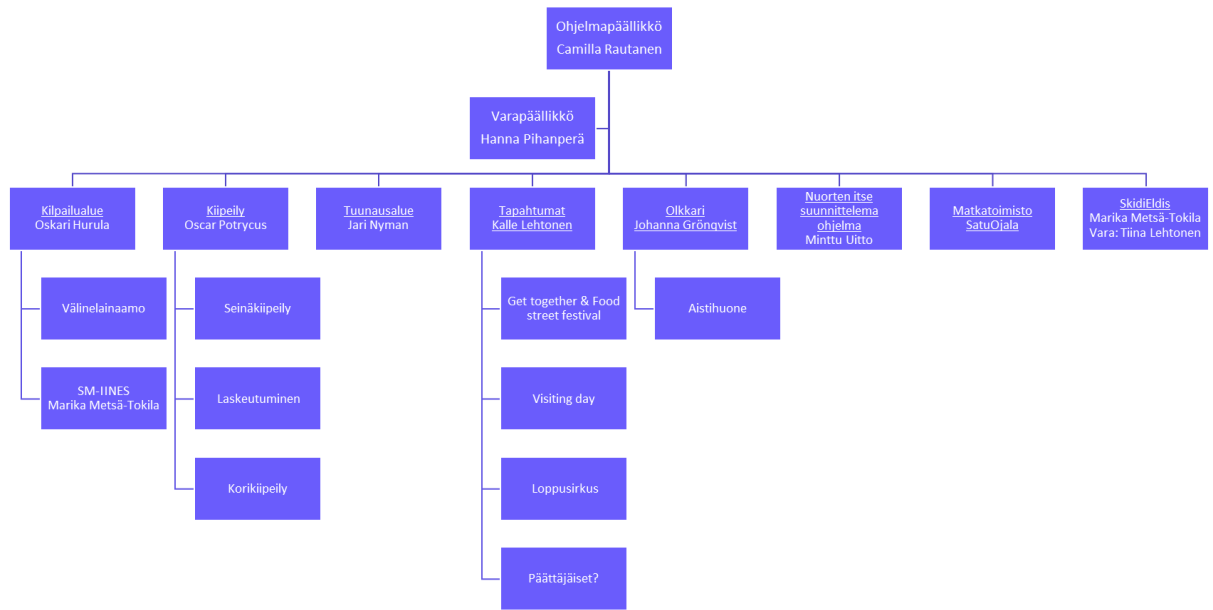 Ohjelmapäällikkö
Camilla Rautanen
Varapäällikkö
Hanna Pihanperä
Kilpailualue
Oskari Hurula
Kiipeily
Oscar Potrycus
Tuunausalue
Jari Nyman
Tapahtumat
Kalle Lehtonen
Olkkari
Johanna Grönqvist
Nuorten itse
suunnittelema
ohjelma
Minttu Uitto
Matkatoimisto
SatuOjala
SkidiEldis
Marika Metsä-Tokila
Vara: Tiina Lehtonen
Välinelainaamo
SM-IINES
Marika Metsä-Tokila
Seinäkiipeily
Laskeutuminen
Korikiipeily
Get together & Food
street festival
Visiting day
Loppusirkus
Päättäjäiset?
Aistihuone